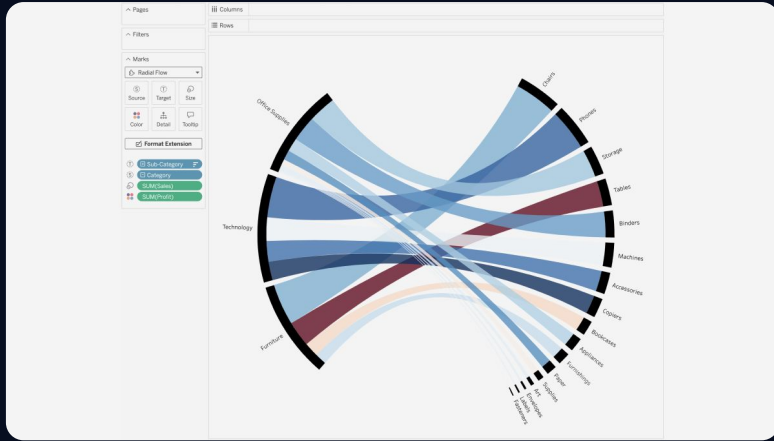 Pages
Columns
Rows
Filters
Marks
Radial Flow
Source Target Size
Color Detail Tooltip
Format Extension
Sub-Category
Category
SUM(Sales)
SUM(Profit)
Office Supplies
Technology
Furniture
Chairs
Phones
Storage
Tables
Binders
Machines
Accessories
Copiers
Bookcases
Appliances
Furnishings
Paper
Supplies
Art
Envelopes
Labels
Fasteners